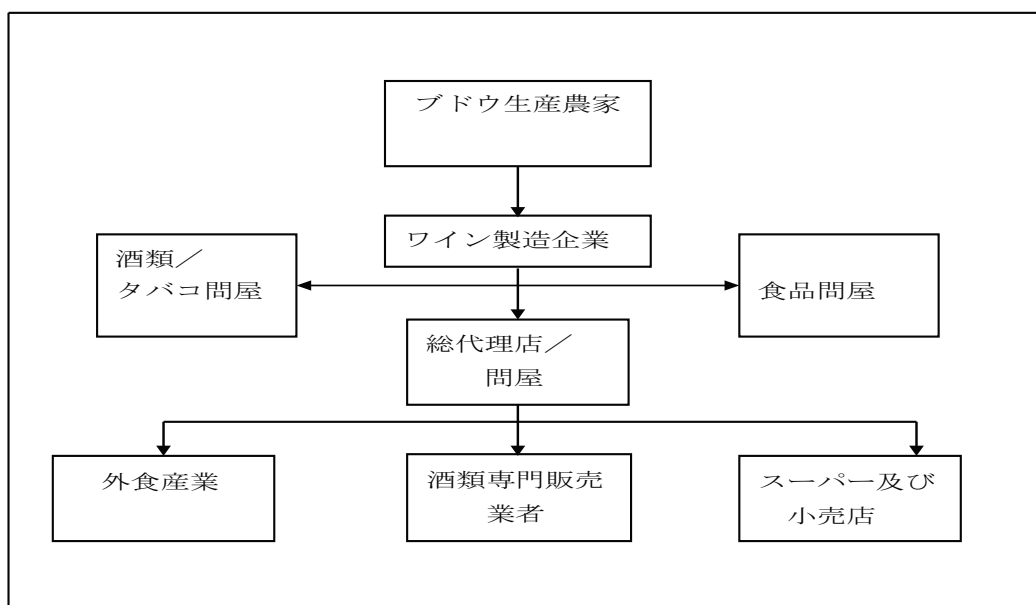 ブドウ生産農家
ワイン製造企業
酒類／
タバコ問屋
食品問屋
総代理店／
問屋
外食産業
酒類専門販売
業者
スーパー及び
小売店